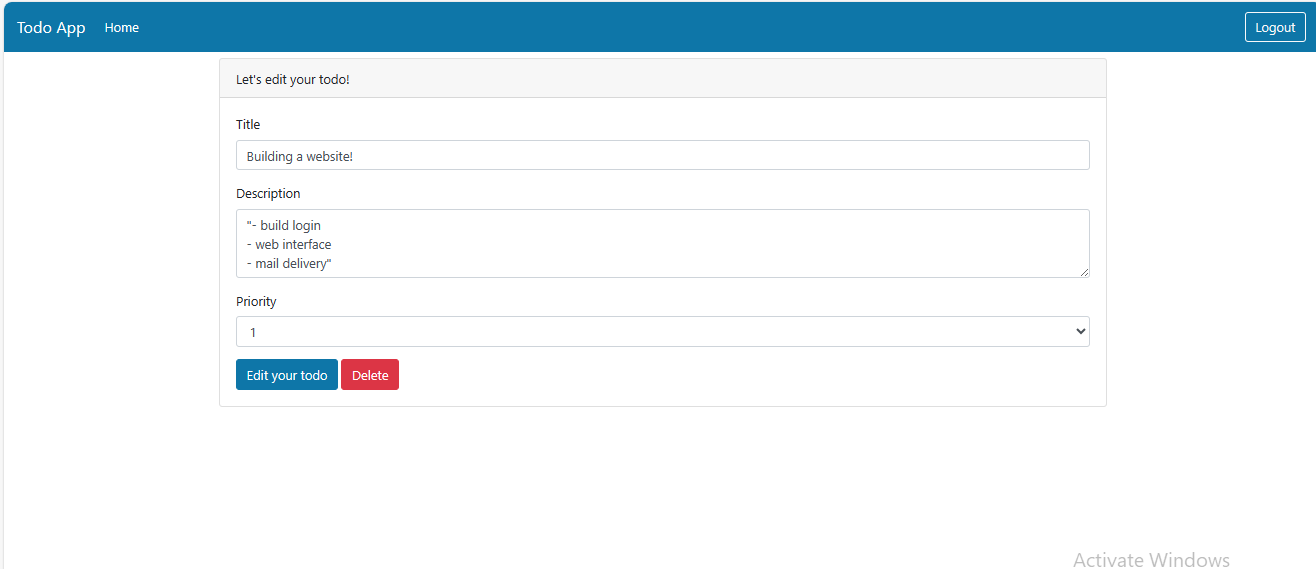 Todo App Home Logout
Let's edit your todo!
Title
Building a website!
Description
"- build login
- web interface
- mail delivery"
Priority
1
Edit your todo Delete
Activate Windows